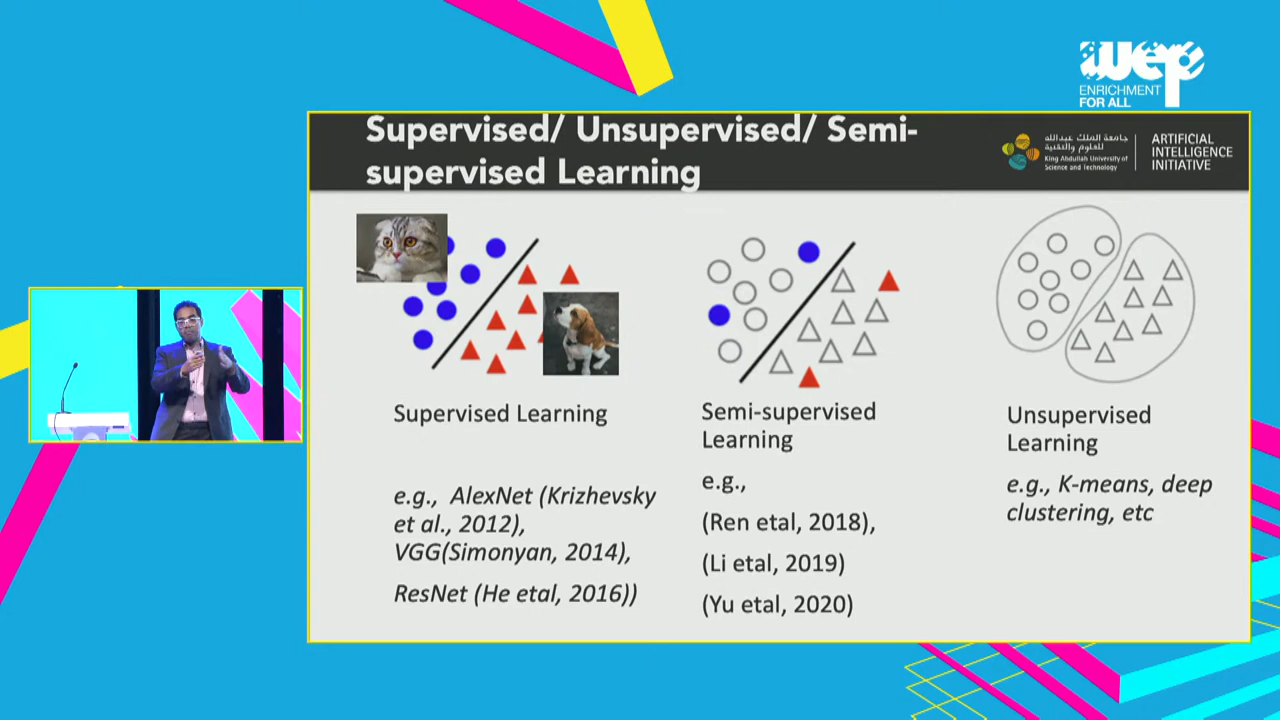 wep
ENRICHMENT
FOR ALL
Supervised/ Unsupervised/ Semi-
supervised Learning
جامعة الملك عبدالله
للعلوم والتقنية
King Abdullah University of
Science and Technology
ARTIFICIAL
INTELLIGENCE
INITIATIVE
Supervised Learning
e.g., AlexNet (Krizhevsky
et al., 2012),
VGG(Simonyan, 2014),
ResNet (He etal, 2016))
Semi-supervised
Learning
e.g.,
(Ren etal, 2018),
(Li etal, 2019)
(Yu etal, 2020)
Unsupervised
Learning
e.g., K-means, deep
clustering, etc